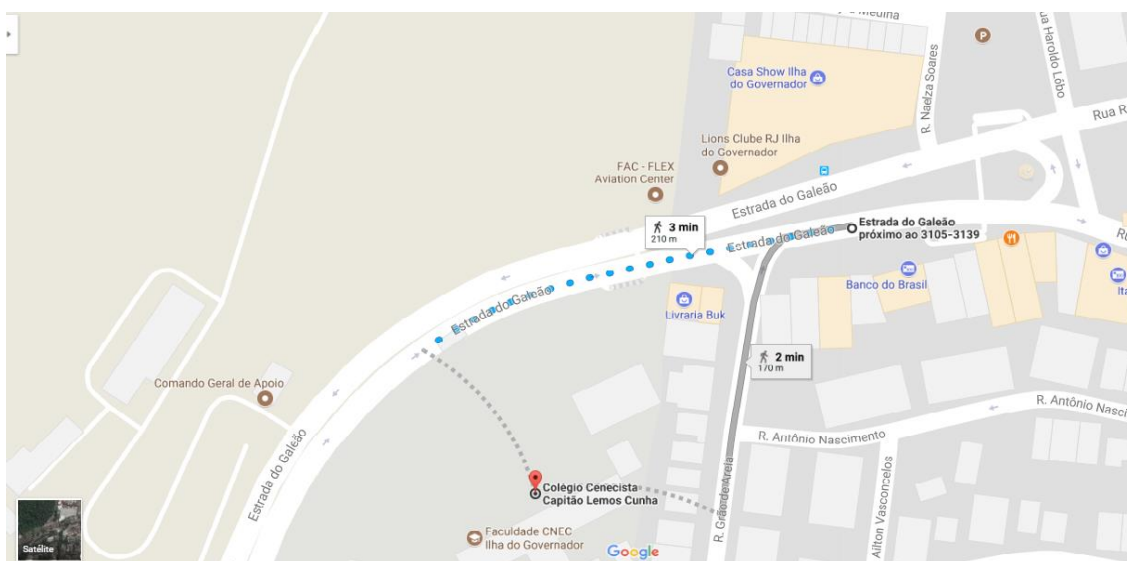 Medina
R. Naelza Soares
Rua Haroldo Lôbo
P
Casa Show Ilha
do Governador
Rua R
Lions Clube RJ Ilha
do Governador
FAC - FLEX
Aviation Center
Estrada do Galeão
3 min
210 m
Estrada do Galeão
Estrada do Galeão
próximo ao 3105-3139
Banco do Brasil
Ita
Livraria Buk
Estrada do Galeão
2 min
170 m
Comando Geral de Apoio
R. Antônio Nasci
R. Antônio Nascimento
Estrada do Galeão
Colégio Cenecista
Capitão Lemos Cunha
R. Grão de Areia
Ailton Vasconcelos
Faculdade CNEC
Ilha do Governador
Satélite
Google